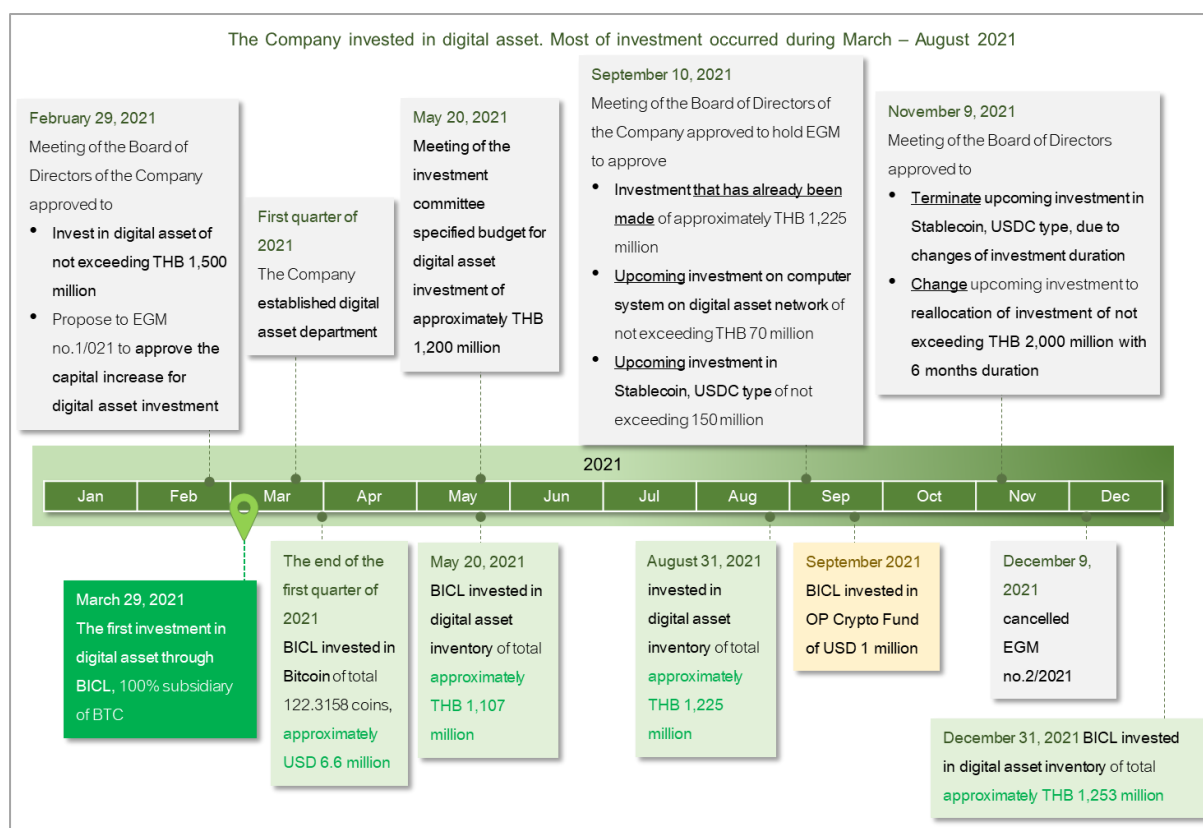 The Company invested in digital asset. Most of investment occurred during March – August 2021
February 29, 2021
Meeting of the Board of
Directors of the Company
approved to
• Invest in digital asset of
not exceeding THB 1,500
million
• Propose to EGM
no.1/021 to approve the
capital increase for
digital asset investment
First quarter of
2021
The Company
established digital
asset department
May 20, 2021
Meeting of the
investment
committee
specified budget for
digital asset
investment of
approximately THB
1,200 million
September 10, 2021
Meeting of the Board of Directors of
the Company approved to hold EGM
to approve
• Investment that has already been
made of approximately THB 1,225
million
• Upcoming investment on computer
system on digital asset network of
not exceeding THB 70 million
• Upcoming investment in
Stablecoin, USDC type of not
exceeding 150 million
November 9, 2021
Meeting of the Board of Directors
approved to
• Terminate upcoming investment in
Stablecoin, USDC type, due to
changes of investment duration
• Change upcoming investment to
reallocation of investment of not
exceeding THB 2,000 million with
6 months duration
2021
Jan Feb Mar Apr May Jun Jul Aug Sep Oct Nov Dec
March 29, 2021
The first investment in
digital asset through
BICL, 100% subsidiary
of BTC
The end of the
first quarter of
2021
BICL invested in
Bitcoin of total
122.3158 coins,
approximately
USD 6.6 million
May 20, 2021
BICL invested in
digital asset
inventory of total
approximately
THB 1,107
million
August 31, 2021
invested in
digital asset
inventory of total
approximately
THB 1,225
million
September 2021
BICL invested in
OP Crypto Fund
of USD 1 million
December 9,
2021
cancelled
EGM
no.2/2021
December 31, 2021 BICL invested
in digital asset inventory of total
approximately THB 1,253 million